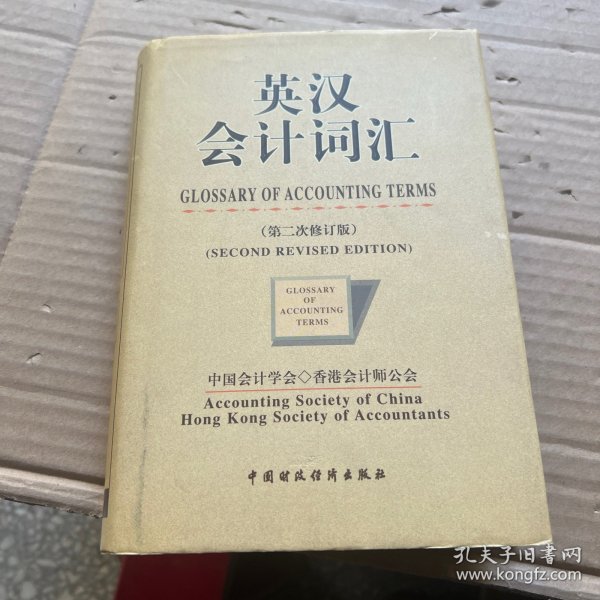 英汉
会计词汇
GLOSSARY OF ACCOUNTING TERMS
(第二次修订版)
(SECOND REVISED EDITION)
GLOSSARY
OF
ACCOUNTING
TERMS
中国会计学会◇香港会计师公会
Accounting Society of China
Hong Kong Society of Accountants
中国财政经济出版社
孔夫子旧书网
www.kongfz.com